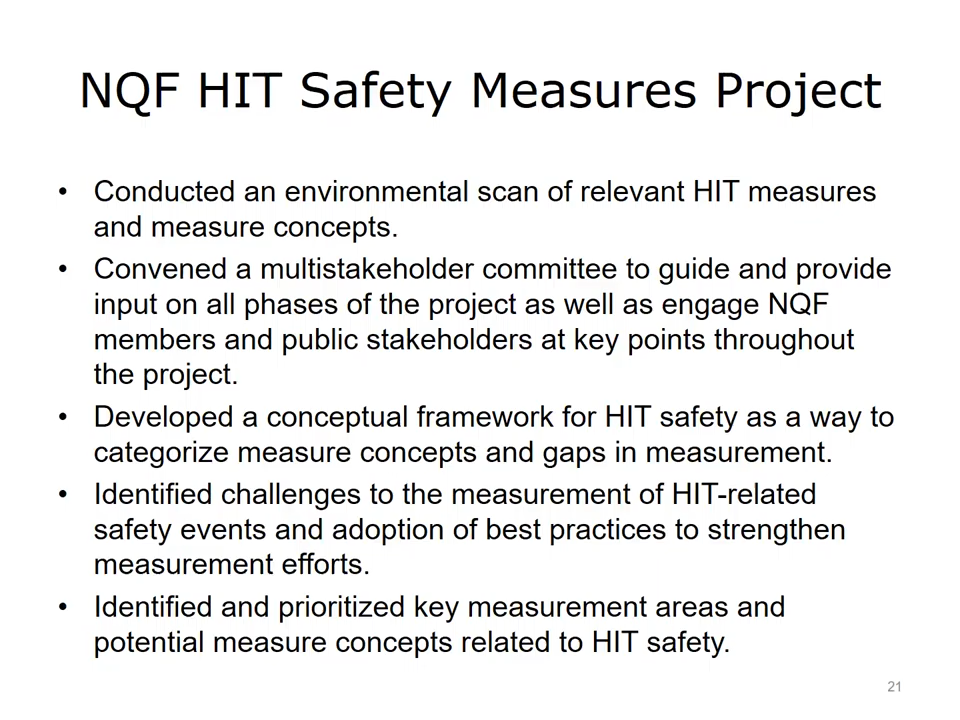 NQF HIT Safety Measures Project
• Conducted an environmental scan of relevant HIT measures
and measure concepts.
• Convened a multistakeholder committee to guide and provide
input on all phases of the project as well as engage NQF
members and public stakeholders at key points throughout
the project.
• Developed a conceptual framework for HIT safety as a way to
categorize measure concepts and gaps in measurement.
• Identified challenges to the measurement of HIT-related
safety events and adoption of best practices to strengthen
measurement efforts.
• Identified and prioritized key measurement areas and
potential measure concepts related to HIT safety.
21